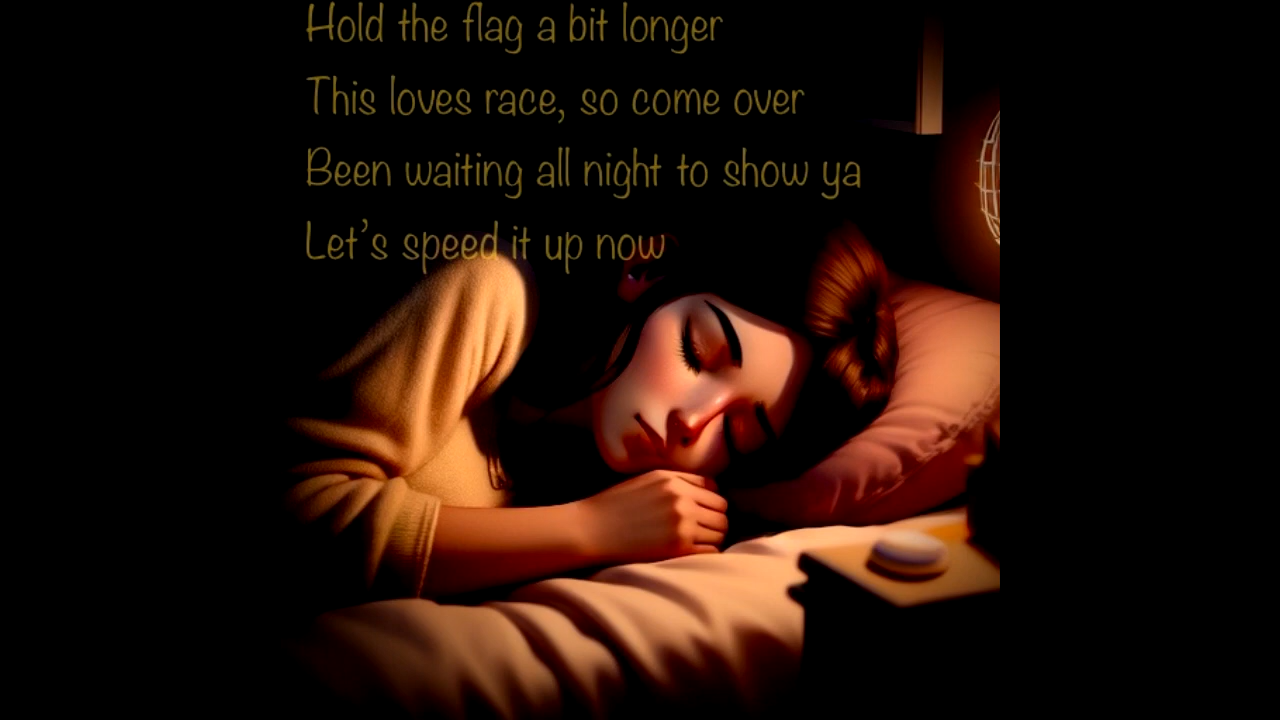 Hold the flag a bit longer
This loves race, so come over
Been waiting all night to show ya
Let's speed it up now